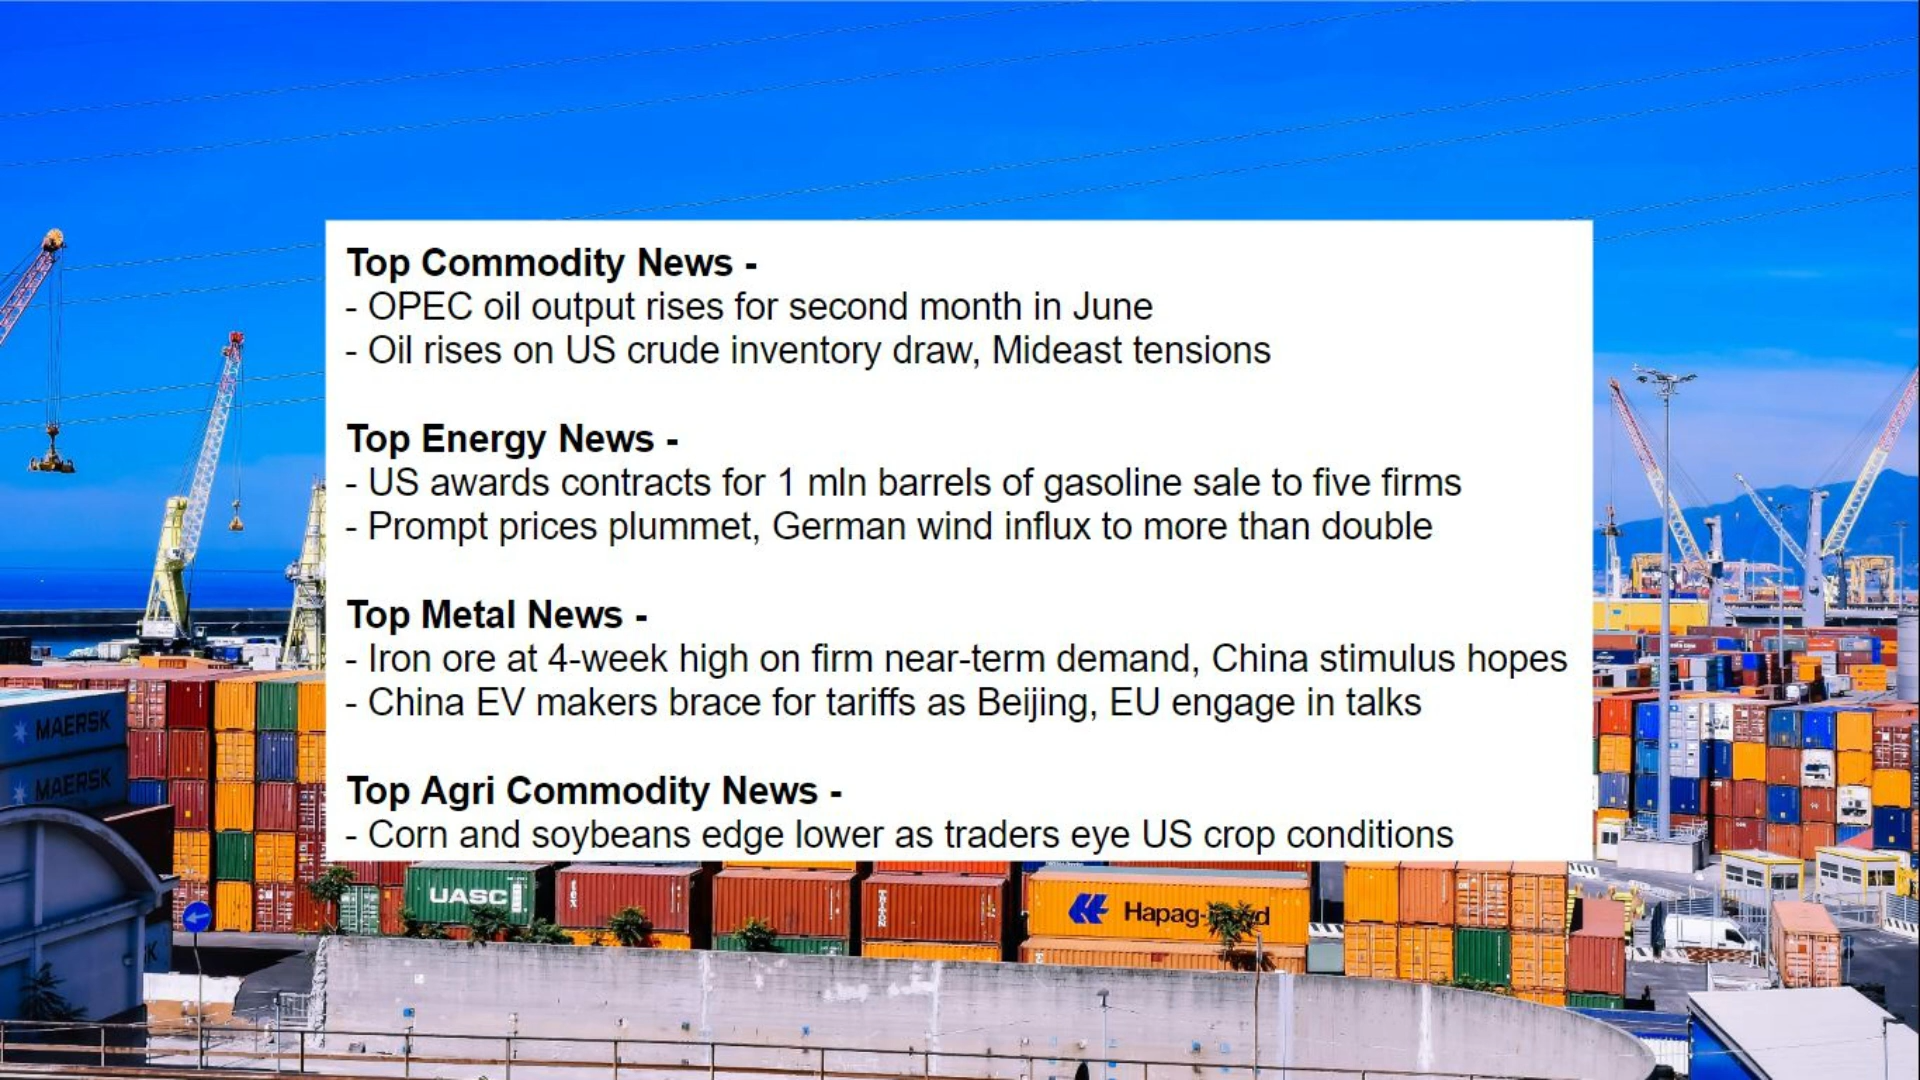 Top Commodity News -
- OPEC oil output rises for second month in June
- Oil rises on US crude inventory draw, Mideast tensions
Top Energy News -
- US awards contracts for 1 mln barrels of gasoline sale to five firms
- Prompt prices plummet, German wind influx to more than double
Top Metal News -
- Iron ore at 4-week high on firm near-term demand, China stimulus hopes
- China EV makers brace for tariffs as Beijing, EU engage in talks
Top Agri Commodity News -
- Corn and soybeans edge lower as traders eye US crop conditions
MAERSK
MAERSK
UASC
TRITON